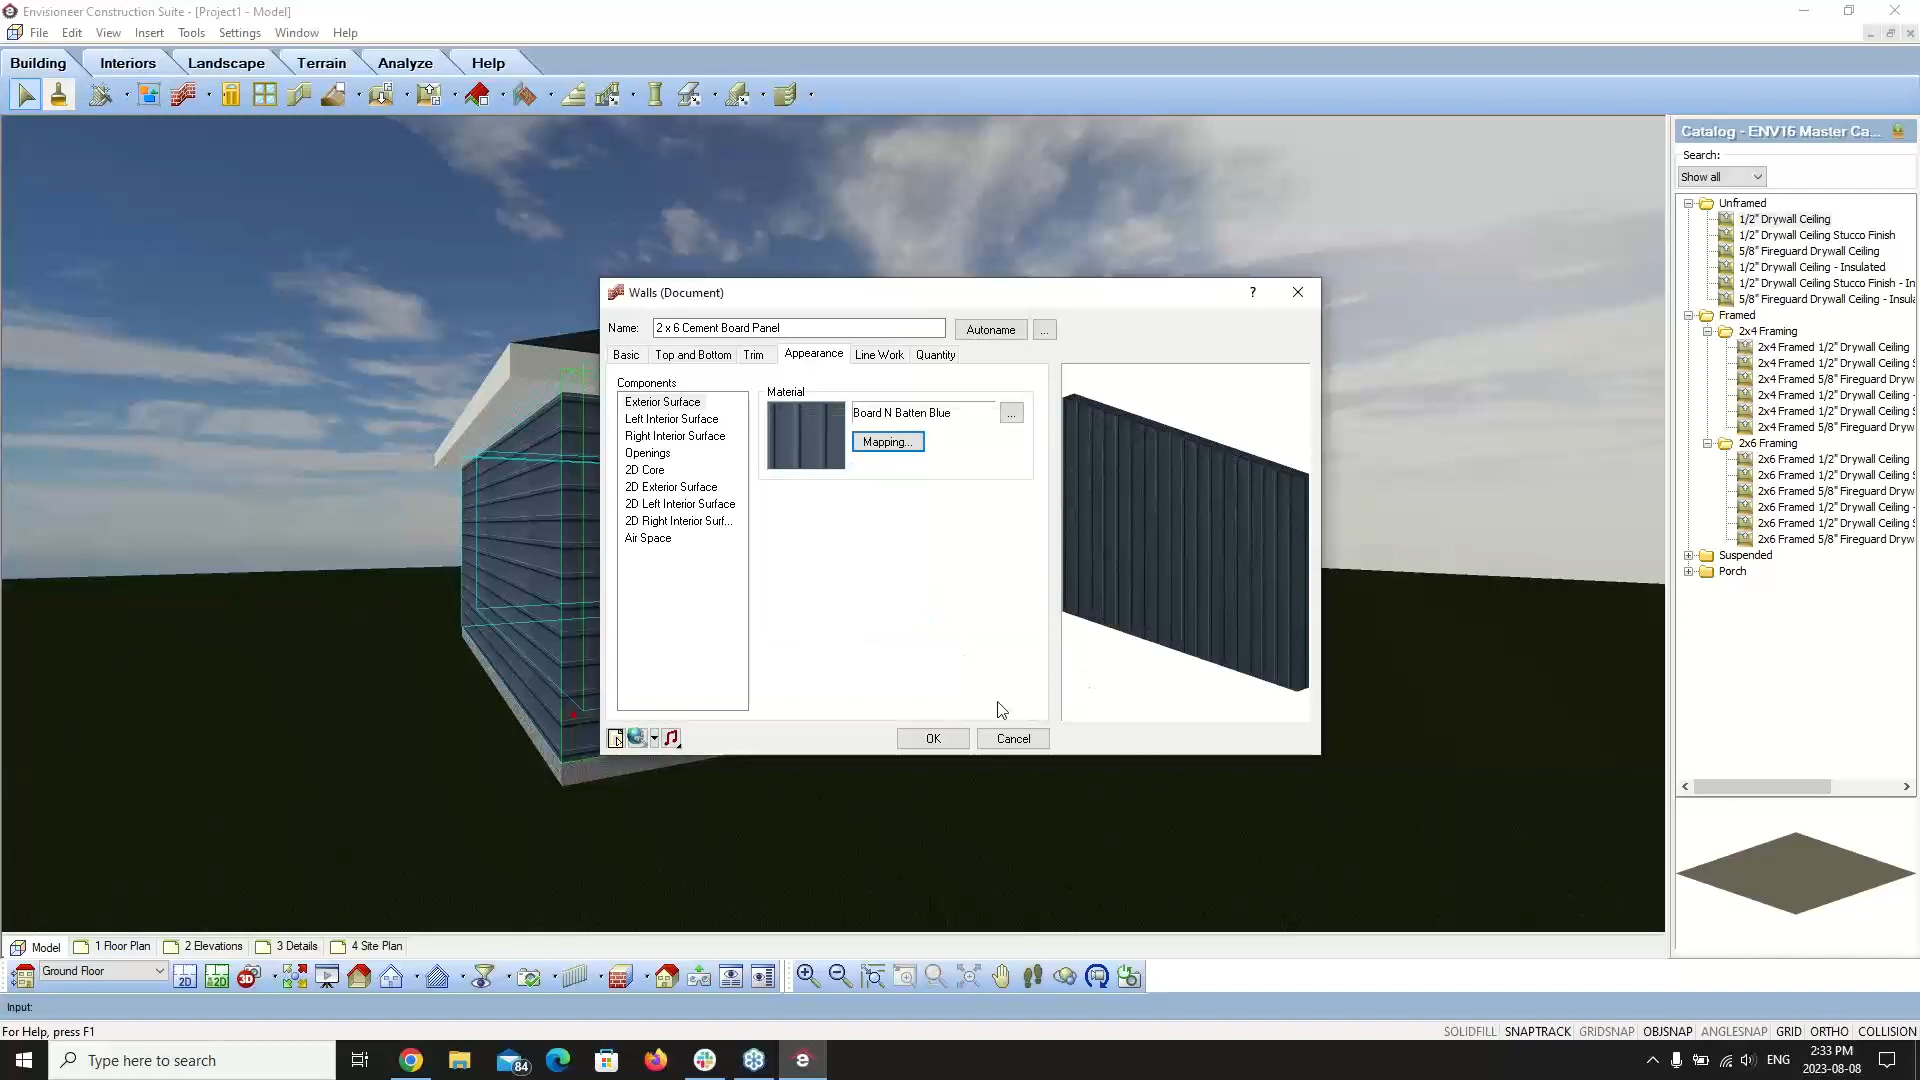 Envisioneer Construction Suite - [Project1 - Model]
File Edit View Insert Tools Settings Window Help
Building Interiors Landscape Terrain Analyze Help
Catalog - ENV16 Master Ca...
Search:
Show all
Unframed
1/2" Drywall Ceiling
1/2" Drywall Ceiling Stucco Finish
5/8" Fireguard Drywall Ceiling
1/2" Drywall Ceiling - Insulated
1/2" Drywall Ceiling Stucco Finish - In
5/8" Fireguard Drywall Ceiling - Insula
Framed
2x4 Framing
2x4 Framed 1/2" Drywall Ceiling
2x4 Framed 1/2" Drywall Ceiling S
2x4 Framed 5/8" Fireguard Dryw
2x4 Framed 1/2" Drywall Ceiling -
2x4 Framed 1/2" Drywall Ceiling S
2x4 Framed 5/8" Fireguard Dryw
2x6 Framing
2x6 Framed 1/2" Drywall Ceiling
2x6 Framed 1/2" Drywall Ceiling S
2x6 Framed 5/8" Fireguard Dryw
2x6 Framed 1/2" Drywall Ceiling -
2x6 Framed 1/2" Drywall Ceiling S
2x6 Framed 5/8" Fireguard Dryw
Suspended
Porch
Walls (Document)
?
Name: 2 x 6 Cement Board Panel Autoname ...
Basic Top and Bottom Trim Appearance Line Work Quantity
Components
Exterior Surface
Left Interior Surface
Right Interior Surface
Openings
2D Core
2D Exterior Surface
2D Left Interior Surface
2D Right Interior Surf...
Air Space
Material
Board N Batten Blue ...
Mapping...
OK Cancel
Model 1 Floor Plan 2 Elevations 3 Details 4 Site Plan
Ground Floor 2D 2D 3D
Input:
For Help, press F1
SOLIDFILL SNAPTRACK GRIDSNAP OBJSNAP ANGLESNAP GRID ORTHO COLLISION
Type here to search
84
ENG
2:33 PM
2023-08-08